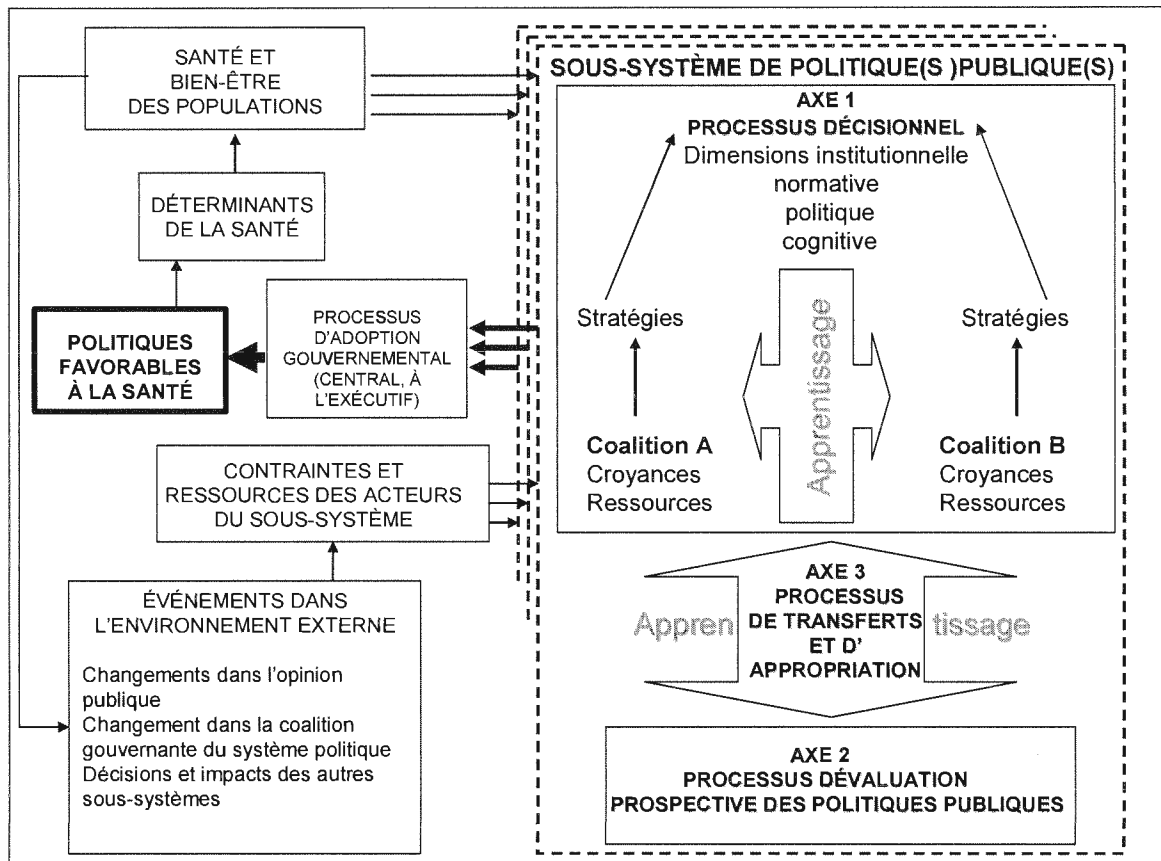 SANTÉ ET
BIEN-ÊTRE
DES POPULATIONS
DÉTERMINANTS
DE LA SANTÉ
POLITIQUES
FAVORABLES
À LA SANTÉ
PROCESSUS
D'ADOPTION
GOUVERNEMENTAL
(CENTRAL, À
L'EXÉCUTIF)
CONTRAINTES ET
RESSOURCES DES ACTEURS
DU SOUS-SYSTÈME
ÉVÉNEMENTS DANS
L'ENVIRONNEMENT EXTERNE
Changements dans l'opinion
publique
Changement dans la coalition
gouvernante du système politique
Décisions et impacts des autres
sous-systèmes
SOUS-SYSTÈME DE POLITIQUE(S )PUBLIQUE(S)
AXE 1
PROCESSUS DÉCISIONNEL
Dimensions institutionnelle
normative
politique
cognitive
Stratégies
Coalition A
Croyances
Ressources
Apprentissage
Stratégies
Coalition B
Croyances
Ressources
AXE 3
PROCESSUS
DE TRANSFERTS
ET D'
APPROPRIATION
Appren tissage
AXE 2
PROCESSUS DÉVALUATION
PROSPECTIVE DES POLITIQUES PUBLIQUES